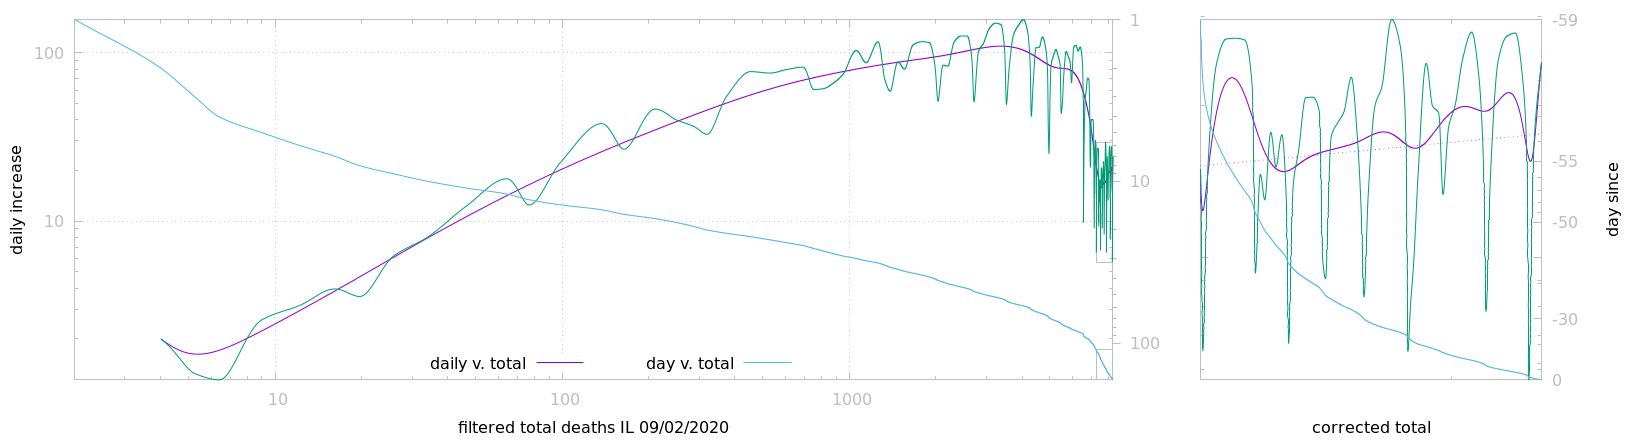 daily increase
100
10
daily v. total
day v. total
10
100
1000
filtered total deaths IL 09/02/2020
1
10
100
-59
-55
-50
-30
0
day since
corrected total